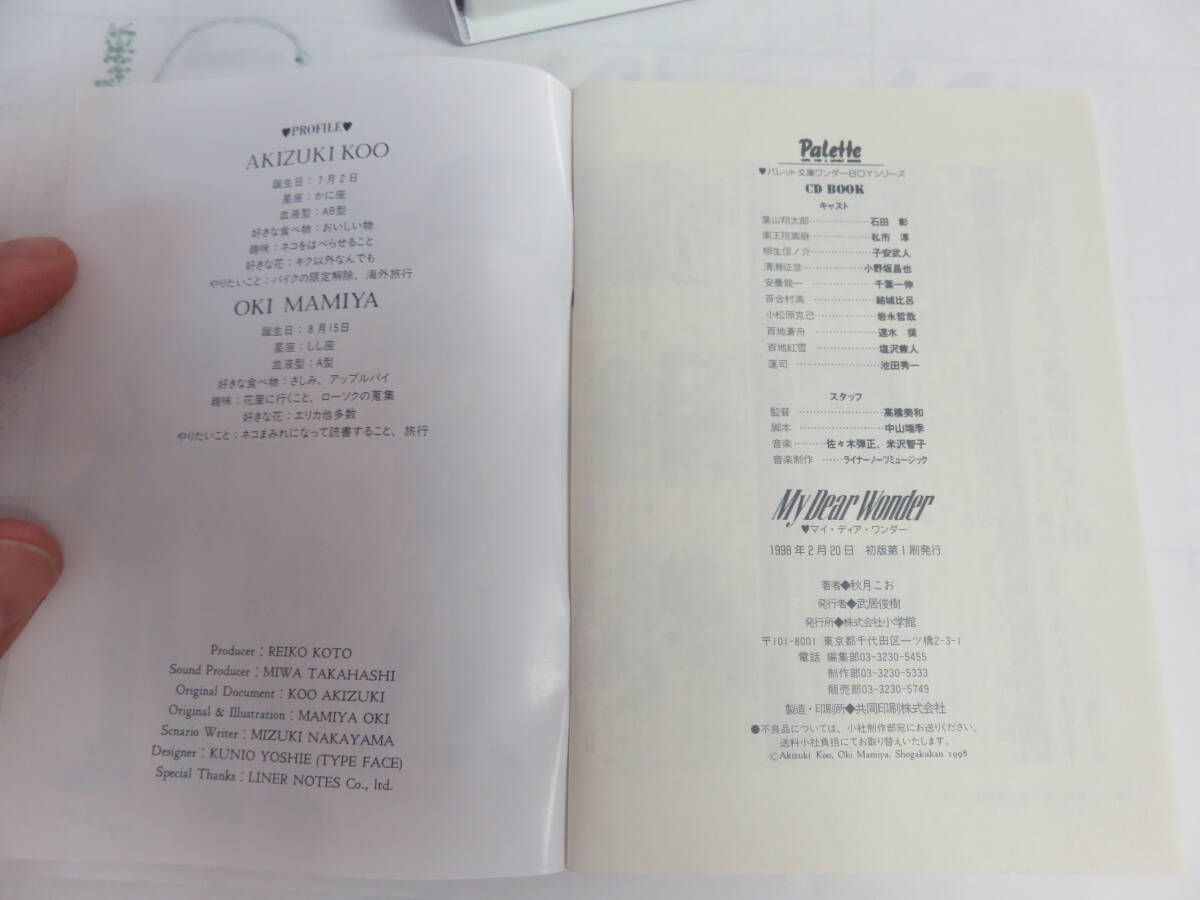 ♥PROFILE♥
AKIZUKI KOO
誕生日：7月2日
星座：かに座
血液型：AB型
好きな食べ物：おいしい物
趣味：ネコをはべらせること
好きな花：キク以外なんでも
やりたいこと：バイクの限定解除、海外旅行
OKI MAMIYA
誕生日：8月15日
星座：しし座
血液型：A型
好きな食べ物：さしみ、アップルパイ
趣味：花屋に行くこと、ローソクの蒐集
好きな花：エリカ他多数
やりたいこと：ネコまみれになって読書すること、旅行
Producer：REIKO KOTO
Sound Producer：MIWA TAKAHASHI
Original Document：KOO AKIZUKI
Original & Illustration：MAMIYA OKI
Scnario Writer：MIZUKI NAKAYAMA
Designer：KUNIO YOSHIE (TYPE FACE)
Special Thanks：LINER NOTES Co., ltd.
Palette
♥パレット文庫ワンダーBOYシリーズ
CD BOOK
キャスト
葉山翔太郎………………石田 彰
薬王院義継………………私市 淳
柳生信ノ介………………子安武人
清瀬征彦………………小野坂昌也
安曇龍一………………千葉一伸
百合村満………………結城比呂
小松原克己………………岩永哲哉
百地蒼舟………………速水 奨
百地紅雪………………塩沢兼人
蓮司………………池田秀一
スタッフ
監督………………高橋美和
脚本………………中山瑞季
音楽………佐々木弾正、米沢智子
音楽制作……ライナーノーツミュージック
My Dear Wonder
♥マイ・ディア・ワンダー
1998年2月20日 初版第1刷発行
著者◆秋月こお
発行者◆武居俊樹
発行所◆株式会社小学館
〒101-8001 東京都千代田区一ツ橋2-3-1
電話 編集部03-3230-5455
制作部03-3230-5333
販売部03-3230-5749
製造・印刷所◆共同印刷株式会社
●不良品については、小社制作部宛にお送りください。
送料小社負担にてお取り替えいたします。
©Akizuki Koo, Oki Mamiya, Shogakukan 1998